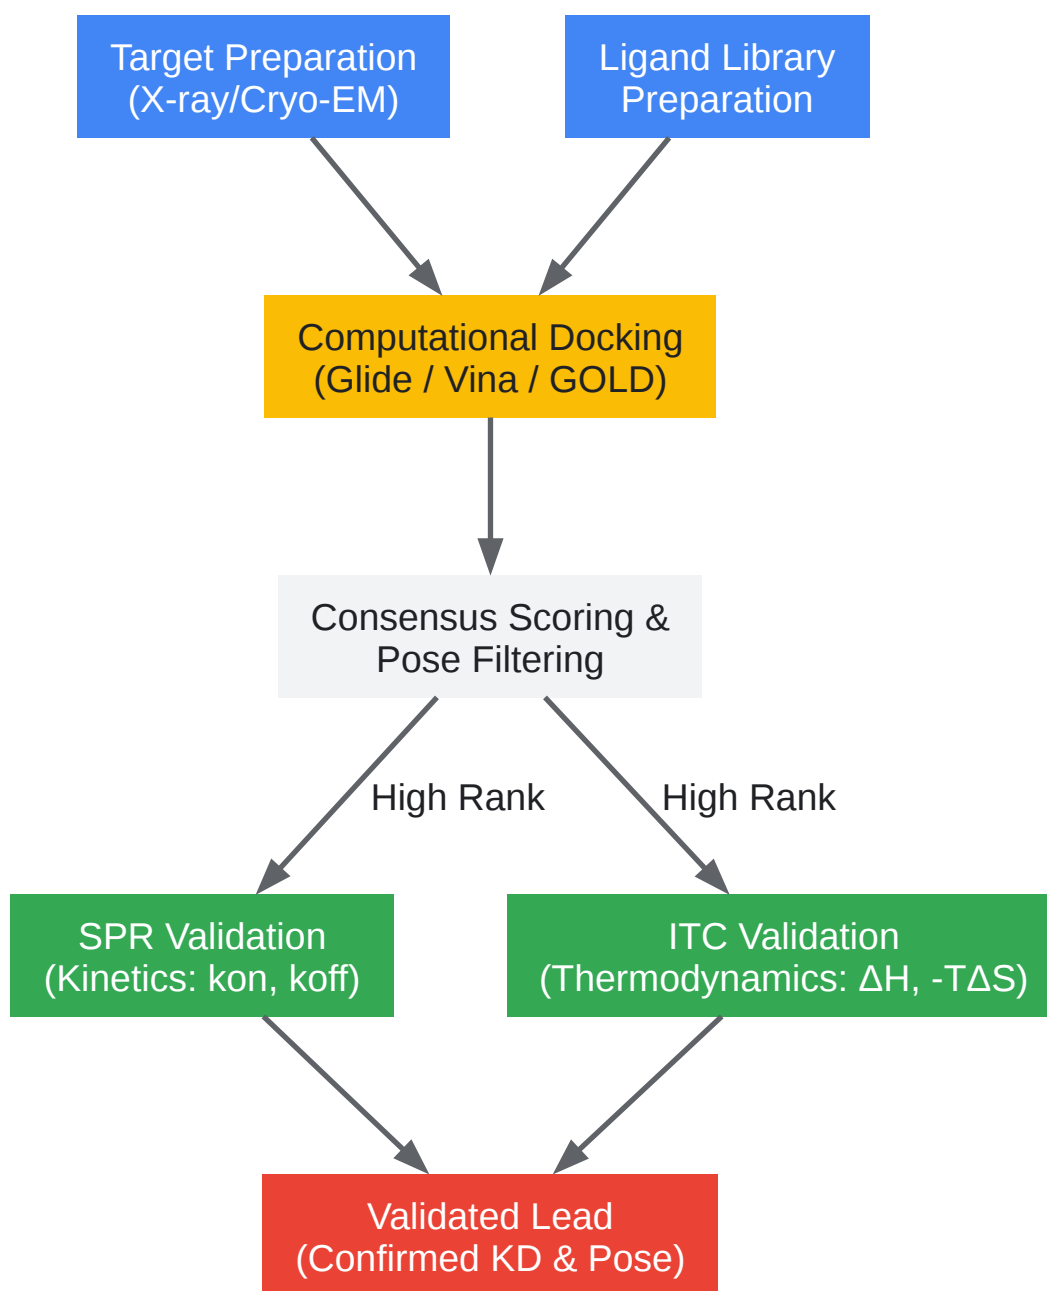 Target Preparation
(X-ray/Cryo-EM)
Ligand Library
Preparation
Computational Docking
(Glide / Vina / GOLD)
Consensus Scoring &
Pose Filtering
High Rank
High Rank
SPR Validation
(Kinetics: kon, koff)
ITC Validation
(Thermodynamics: ΔH, -TΔS)
Validated Lead
(Confirmed KD & Pose)